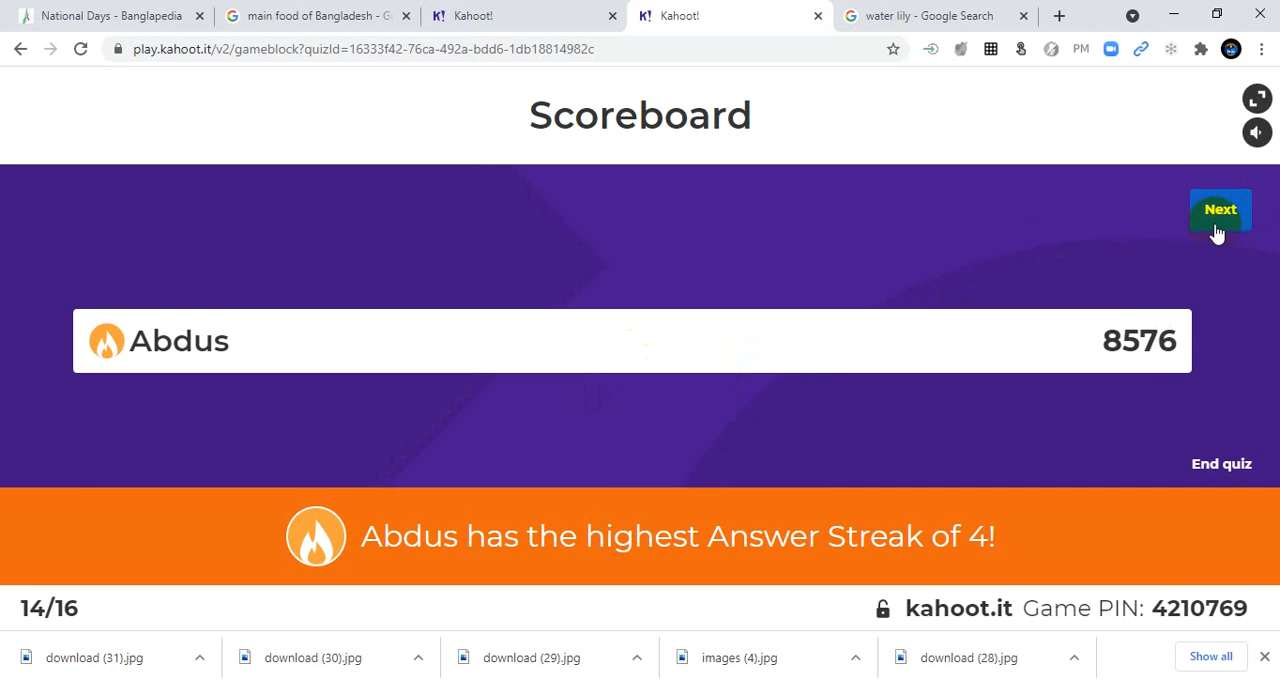 National Days - Banglapedia
main food of Bangladesh - G
Kahoot!
Kahoot!
water lily - Google Search
play.kahoot.it/v2/gameblock?quizId=16333f42-76ca-492a-bdd6-1db18814982c
PM
Scoreboard
Next
Abdus 8576
End quiz
Abdus has the highest Answer Streak of 4!
14/16
kahoot.it Game PIN: 4210769
download (31).jpg
download (30).jpg
download (29).jpg
images (4).jpg
download (28).jpg
Show all